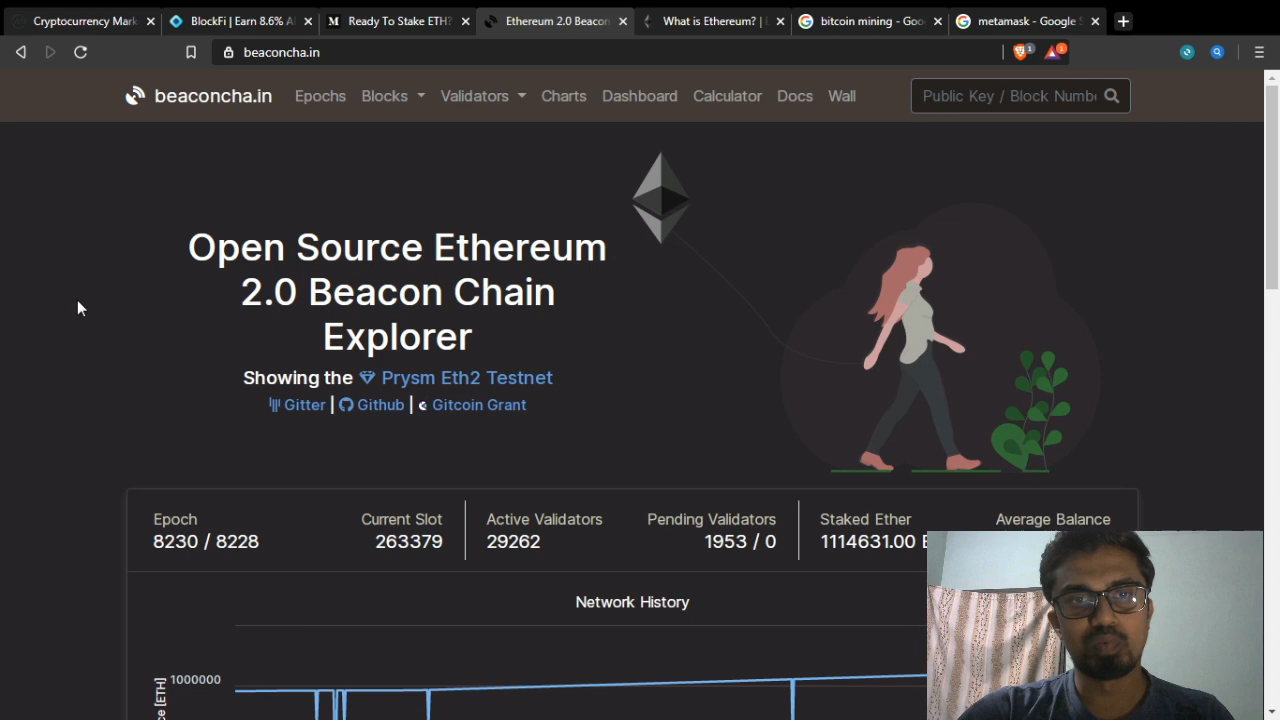 Cryptocurrency Mark
BlockFi | Earn 8.6% A
Ready To Stake ETH?
Ethereum 2.0 Beacon
What is Ethereum? |
bitcoin mining - Goo
metamask - Google S
beaconcha.in
1
1
beaconcha.in
Epochs
Blocks
Validators
Charts
Dashboard
Calculator
Docs
Wall
Public Key / Block Numbe
Open Source Ethereum
2.0 Beacon Chain
Explorer
Showing the Prysm Eth2 Testnet
Gitter | Github | Gitcoin Grant
Epoch
8230 / 8228
Current Slot
263379
Active Validators
29262
Pending Validators
1953 / 0
Staked Ether
1114631.00
Average Balance
Network History
1000000
[ETH]